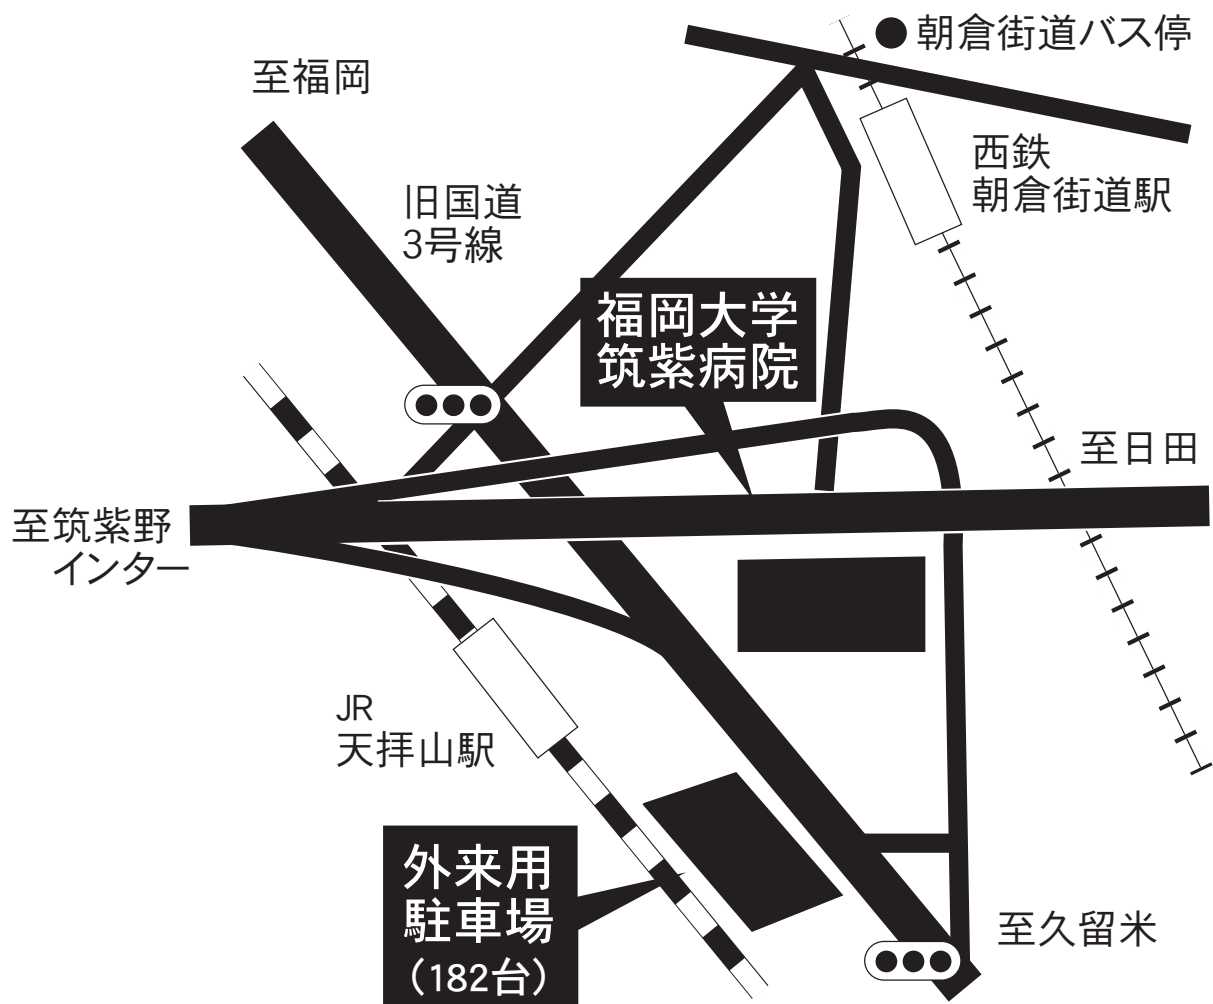 朝倉街道バス停
至福岡
西鉄
朝倉街道駅
旧国道
3号線
福岡大学
筑紫病院
至日田
至筑紫野
インター
JR
天拝山駅
外来用
駐車場
（182台）
至久留米